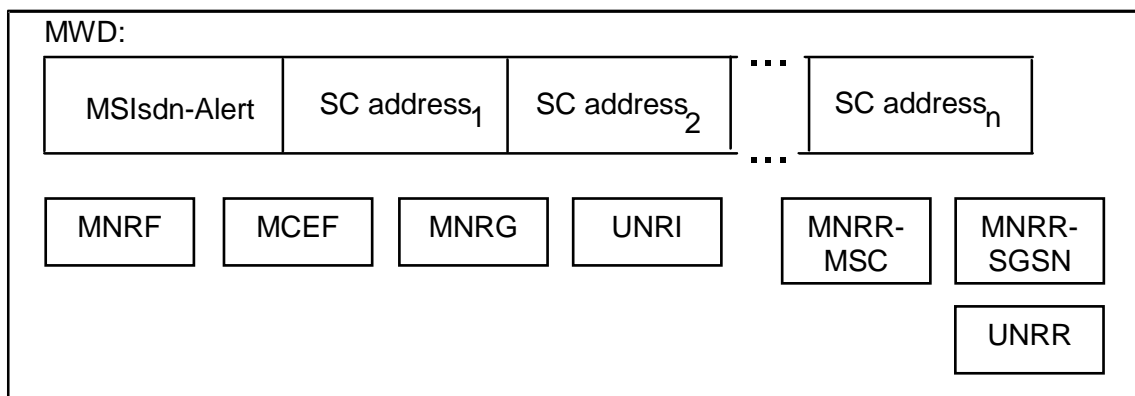 MWD:
...
MSIsdn-Alert SC address1 SC address2 SC addressn
...
MNRF MCEF MNRG UNRI MNRR-
MSC MNRR-
SGSN
UNRR